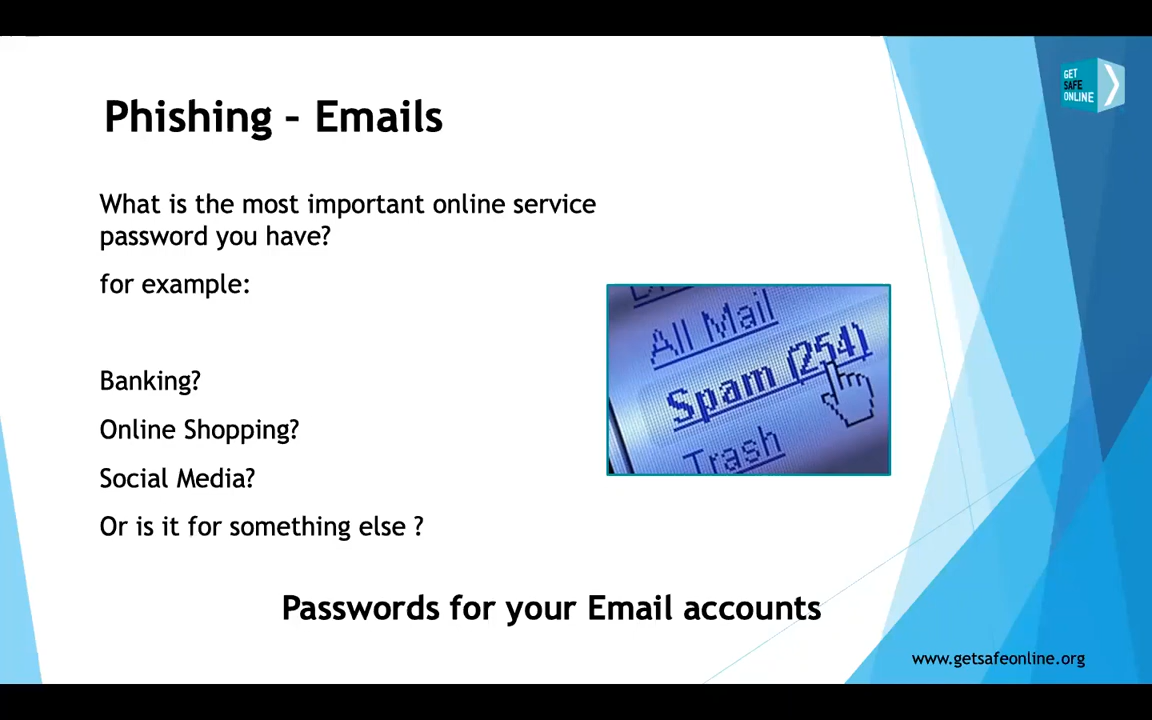 GET
SAFE
ONLINE
Phishing – Emails
What is the most important online service
password you have?
for example:
Banking?
Online Shopping?
Social Media?
Or is it for something else ?
All Mail
Spam (254)
Trash
Passwords for your Email accounts
www.getsafeonline.org